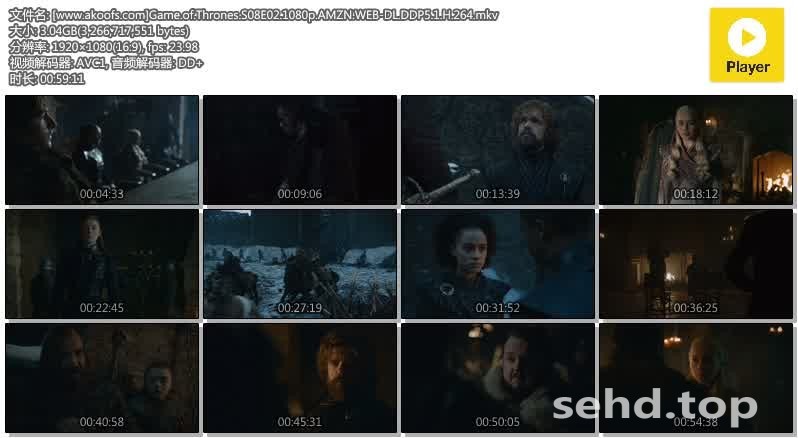 文件名: [www.akoofs.com]Game.of.Thrones.S08E02.1080p.AMZN.WEB-DL.DDP5.1.H.264.mkv
大小: 3.04GB(3,266,717,551 bytes)
分辨率: 1920×1080(16:9), fps: 23.98
视频解码器: AVC1, 音频解码器: DD+
时长: 00:59:11
Player
00:04:33
00:09:06
00:13:39
00:18:12
00:22:45
00:27:19
00:31:52
00:36:25
00:40:58
00:45:31
00:50:05
00:54:38
sehd.top